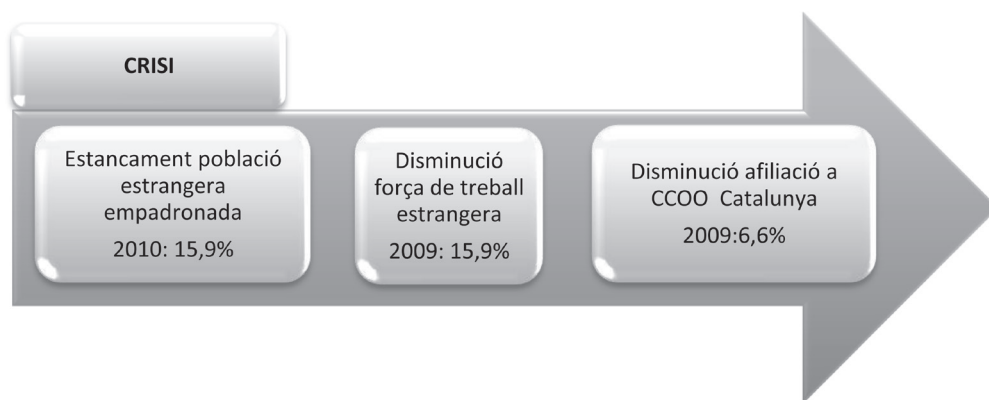 CRISI
Estancament població
estrangera
empadronada
2010: 15,9%
Disminució
força de treball
estrangera
2009: 15,9%
Disminució afiliació a
CCOO Catalunya
2009:6,6%